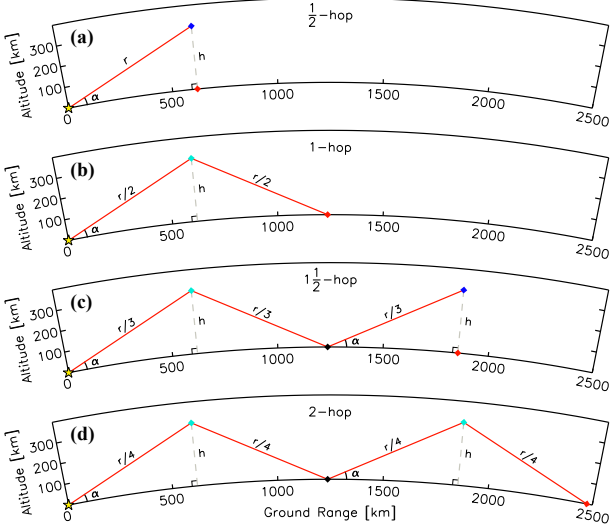 1/2-hop
(a)
Altitude [km]
300
200
100
r
h
α
0
500
1000
1500
2000
2500
1-hop
(b)
Altitude [km]
300
200
100
r/2
r/2
h
α
0
500
1000
1500
2000
2500
1 1/2-hop
(c)
Altitude [km]
300
200
100
r/3
r/3
r/3
h
h
α
α
0
500
1000
1500
2000
2500
2-hop
(d)
Altitude [km]
300
200
100
r/4
r/4
r/4
r/4
h
h
α
α
0
500
1000
1500
2000
2500
Ground Range [km]